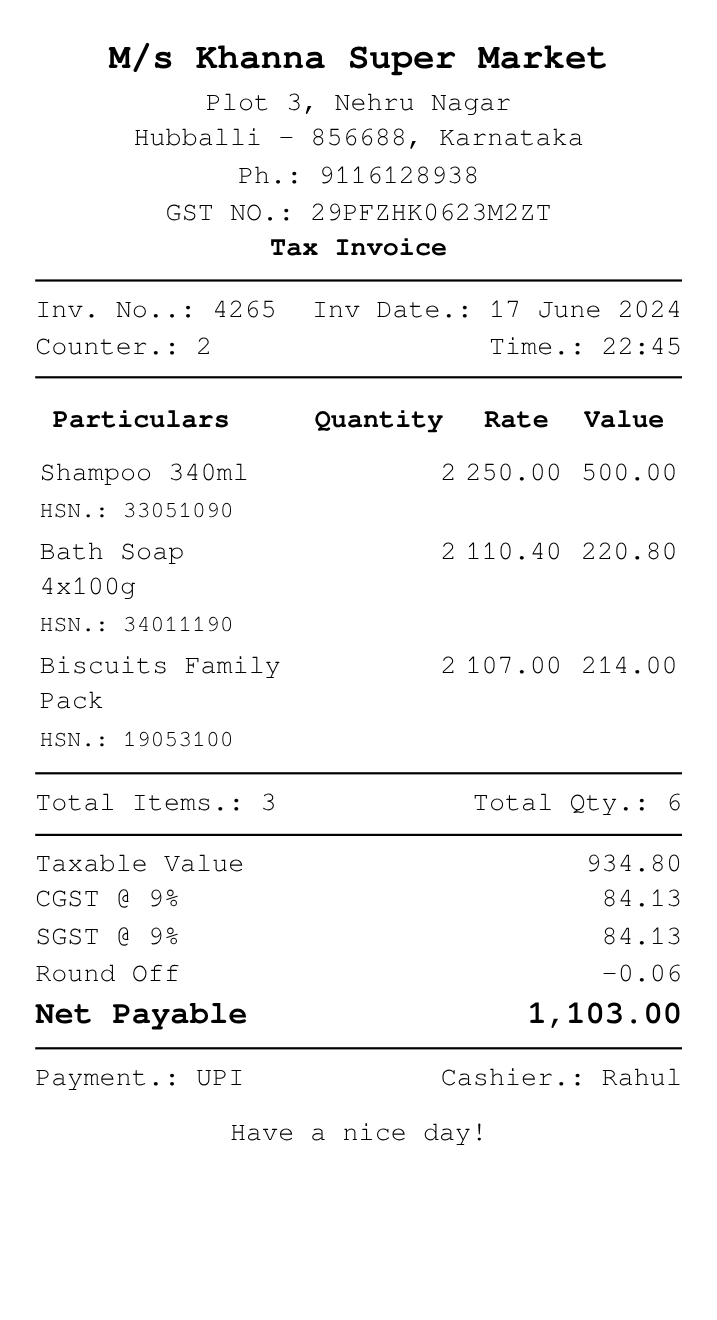 M/s Khanna Super Market
Plot 3, Nehru Nagar
Hubballi - 856688, Karnataka
Ph.: 9116128938
GST NO.: 29PFZHK0623M2ZT
Tax Invoice
Inv. No..: 4265 Inv Date.: 17 June 2024
Counter.: 2 Time.: 22:45
Particulars Quantity Rate Value
Shampoo 340ml 2 250.00 500.00
HSN.: 33051090
Bath Soap 2 110.40 220.80
4x100g
HSN.: 34011190
Biscuits Family 2 107.00 214.00
Pack
HSN.: 19053100
Total Items.: 3 Total Qty.: 6
Taxable Value 934.80
CGST @ 9% 84.13
SGST @ 9% 84.13
Round Off -0.06
Net Payable 1,103.00
Payment.: UPI Cashier.: Rahul
Have a nice day!